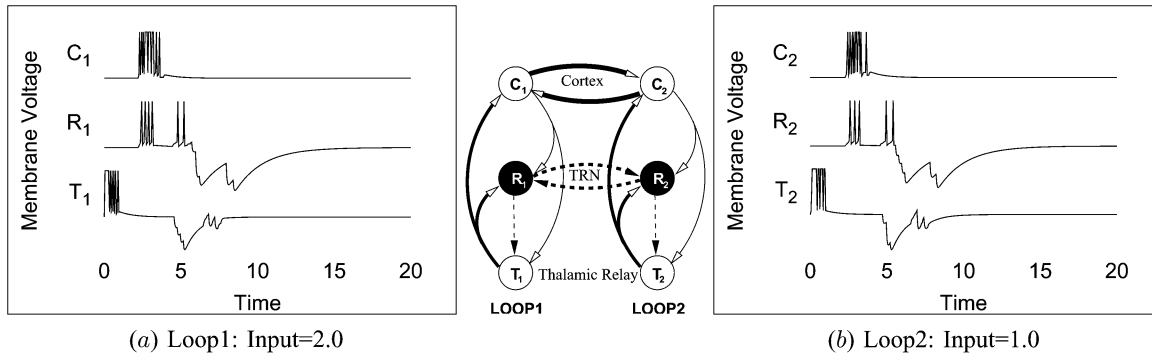 Membrane Voltage
C1
R1
T1
0 5 10 15 20
Time
(a) Loop1: Input=2.0
C1 Cortex C2
R1 TRN R2
T1 Thalamic Relay T2
LOOP1 LOOP2
Membrane Voltage
C2
R2
T2
0 5 10 15 20
Time
(b) Loop2: Input=1.0